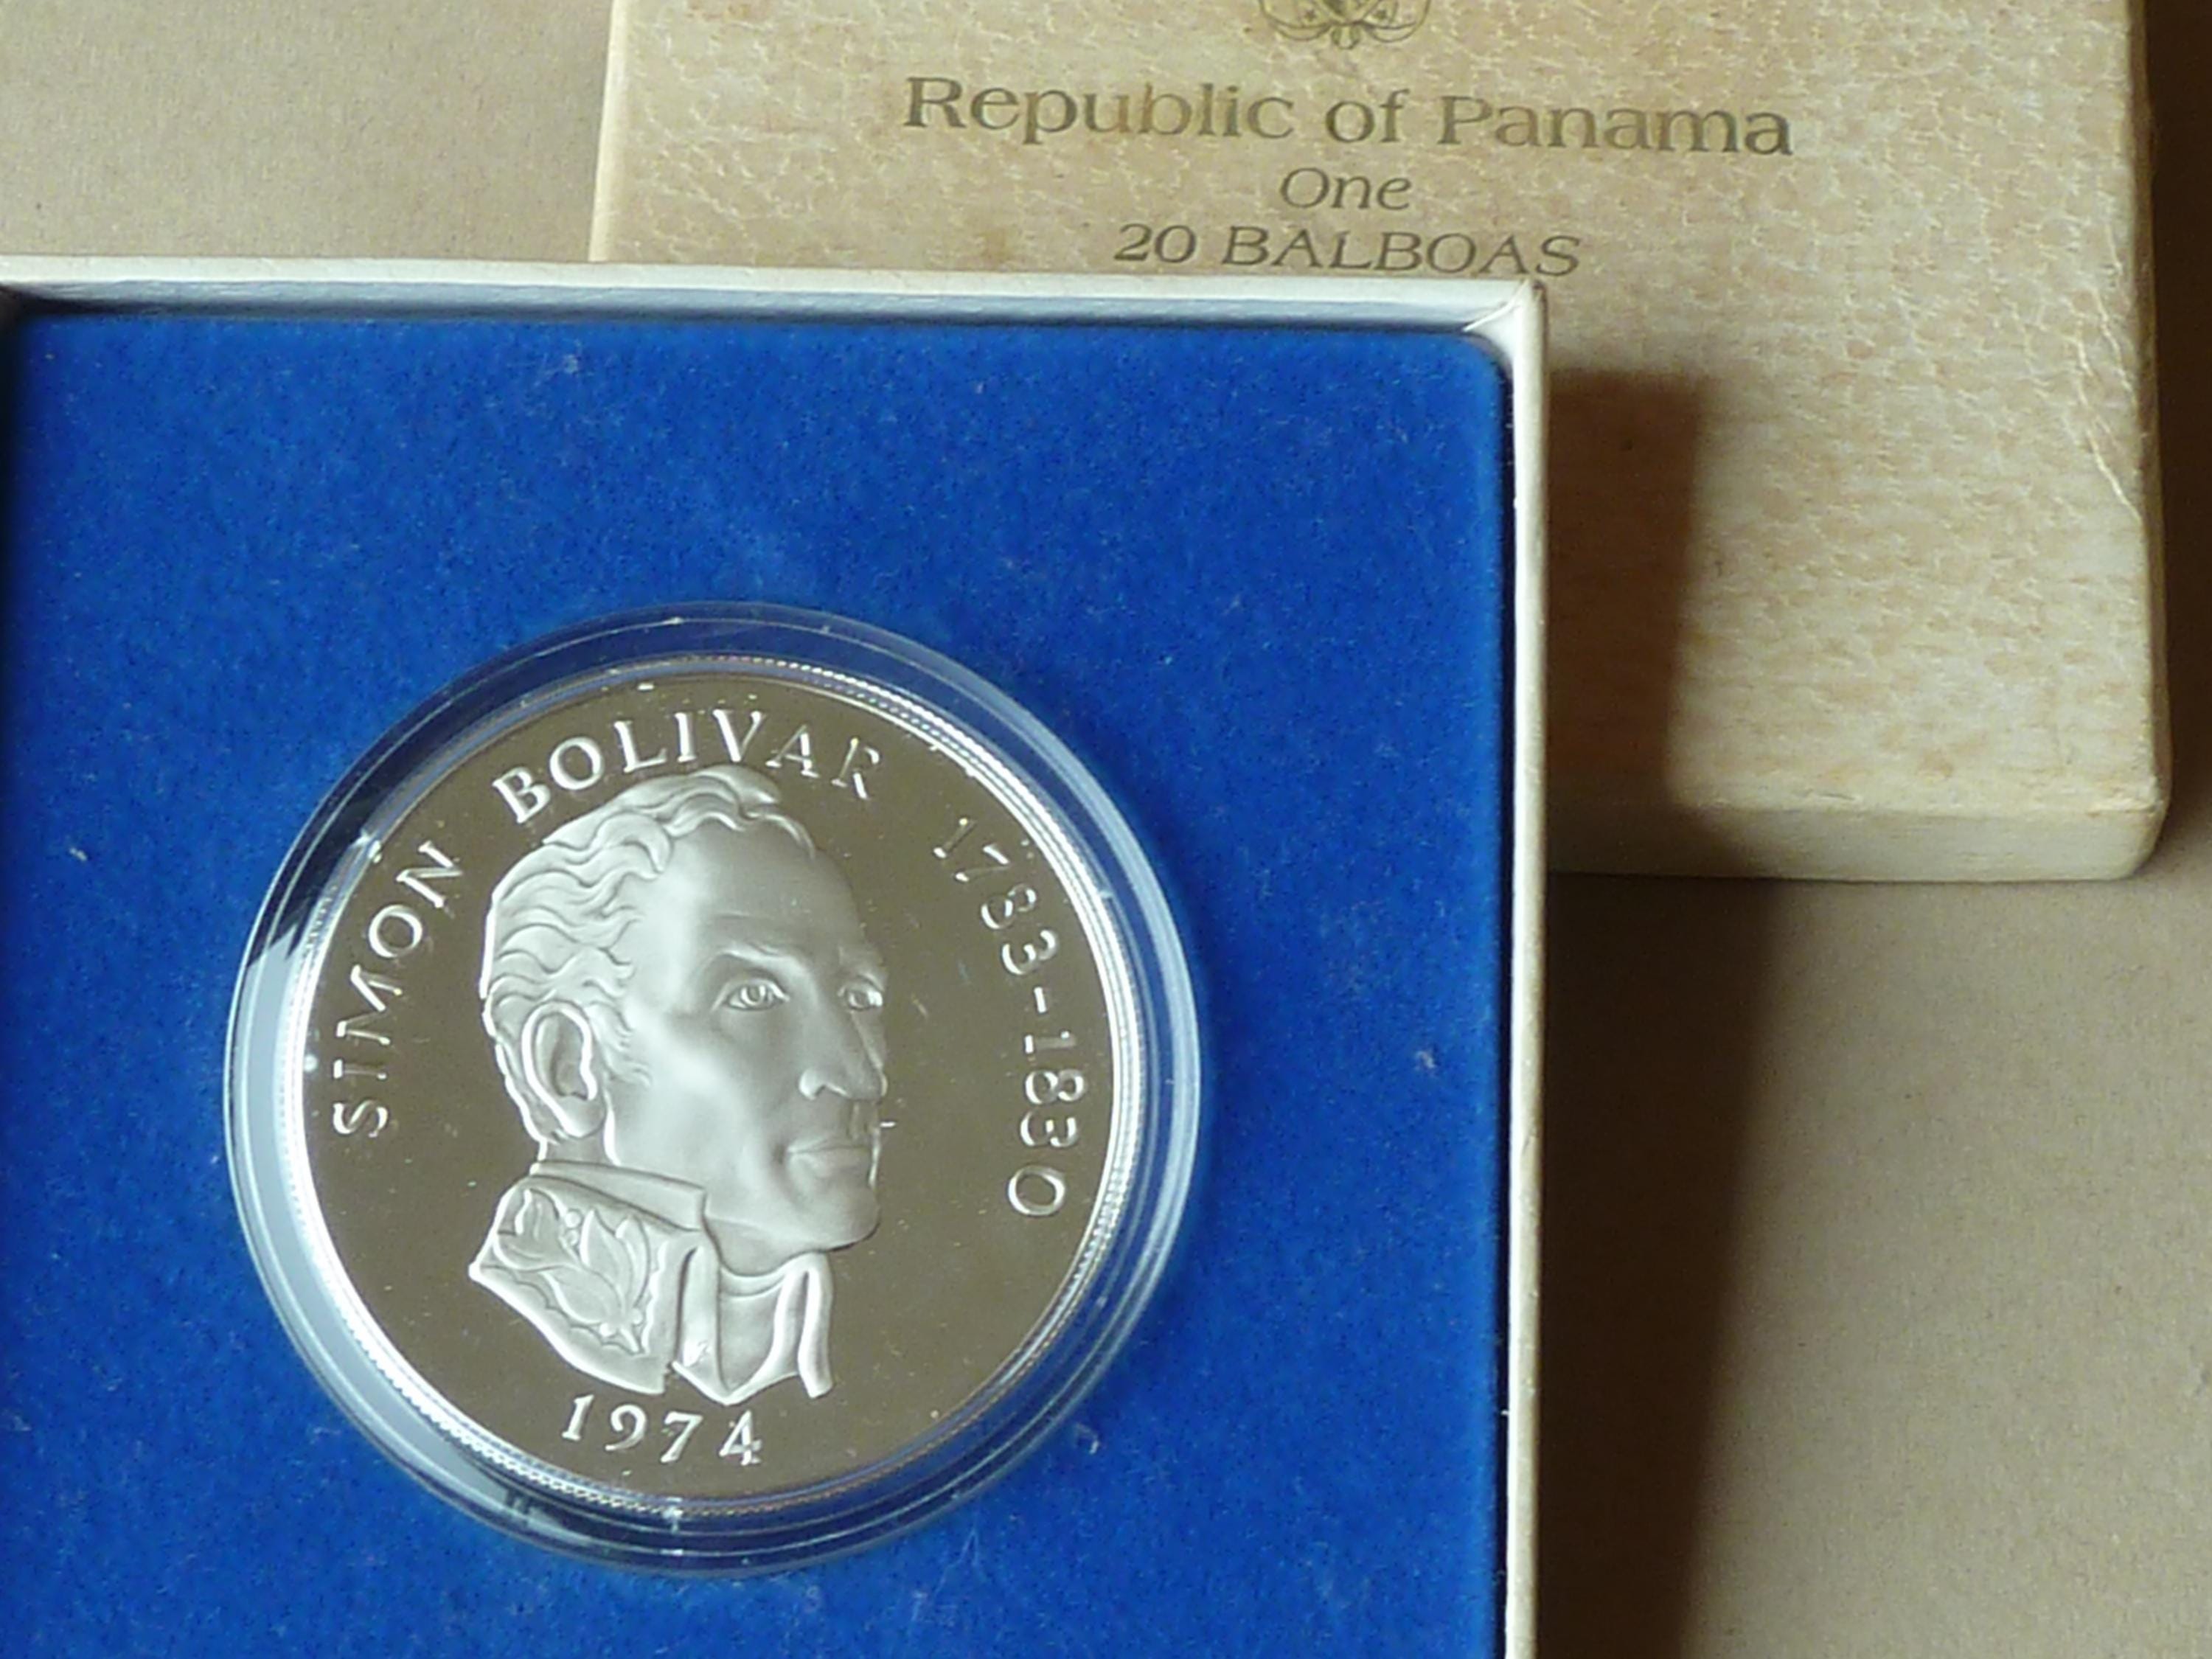 Republic of Panama
One
20 BALBOAS
SIMON BOLIVAR 1783-1830
1974